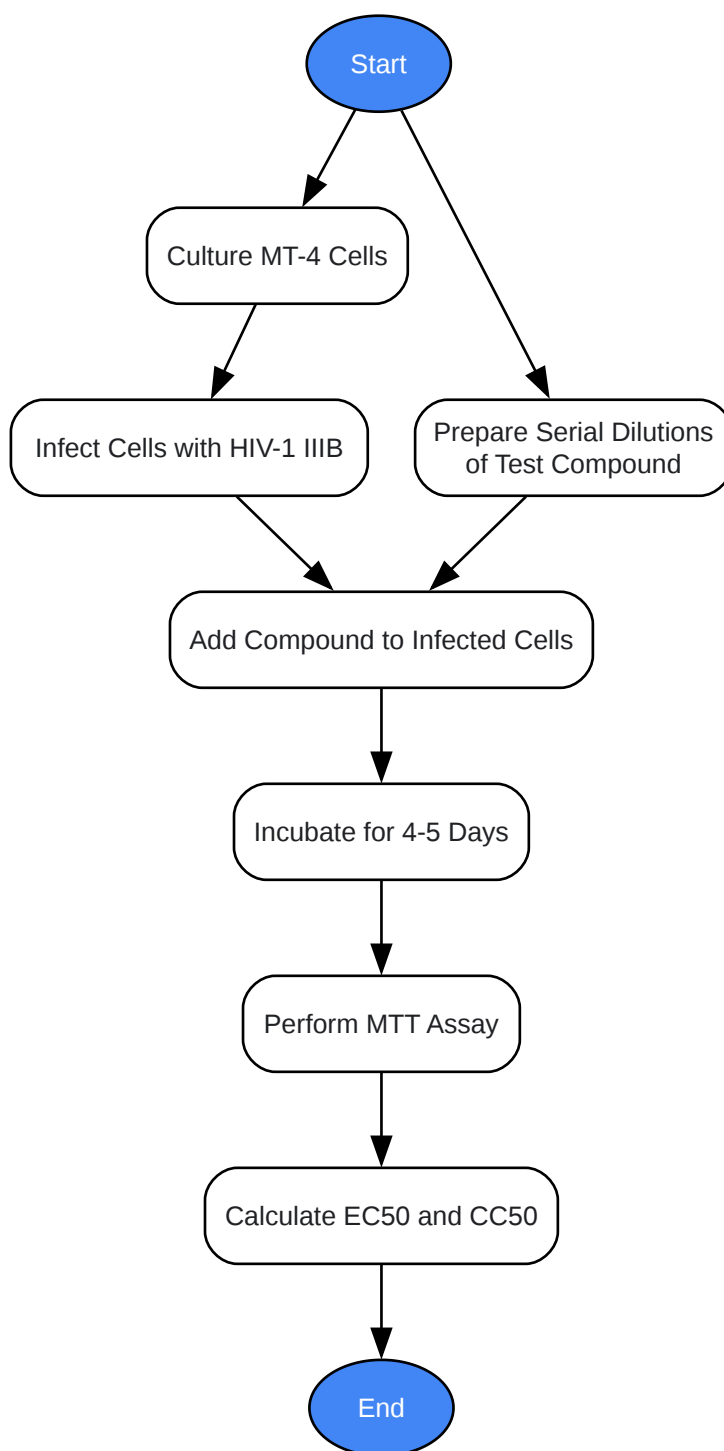 Start
Culture MT-4 Cells
Infect Cells with HIV-1 IIIB
Prepare Serial Dilutions
of Test Compound
Add Compound to Infected Cells
Incubate for 4-5 Days
Perform MTT Assay
Calculate EC50 and CC50
End